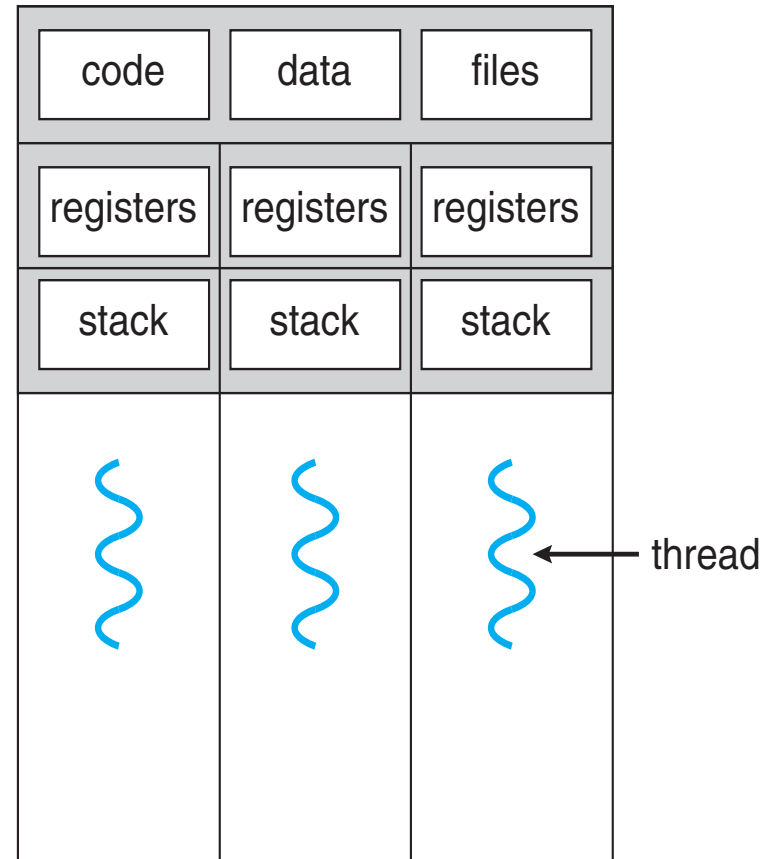 code data files
registers registers registers
stack stack stack
thread